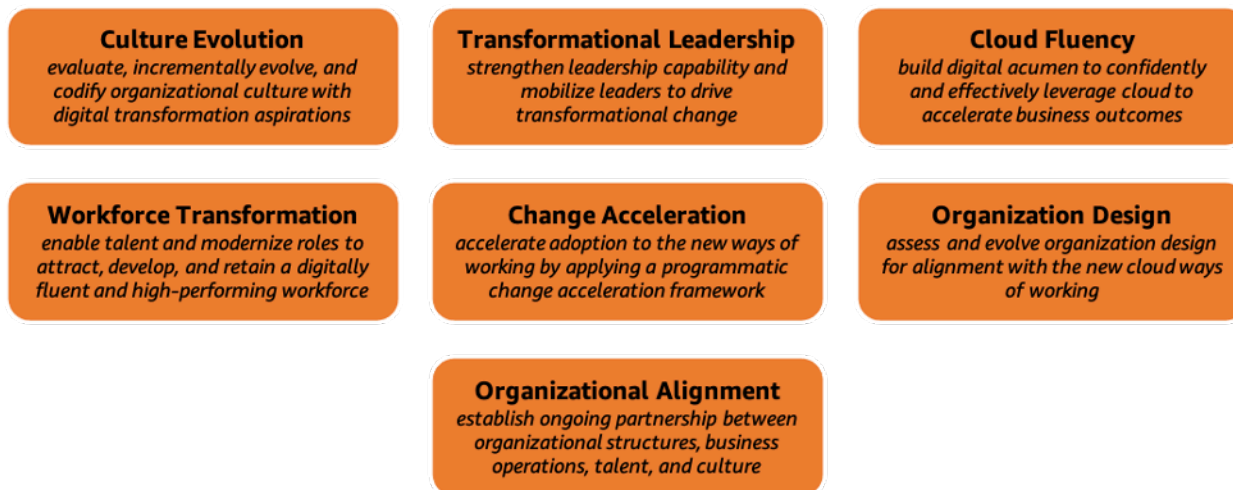 Culture Evolution
evaluate, incrementally evolve, and
codify organizational culture with
digital transformation aspirations
Transformational Leadership
strengthen leadership capability and
mobilize leaders to drive
transformational change
Cloud Fluency
build digital acumen to confidently
and effectively leverage cloud to
accelerate business outcomes
Workforce Transformation
enable talent and modernize roles to
attract, develop, and retain a digitally
fluent and high-performing workforce
Change Acceleration
accelerate adoption to the new ways of
working by applying a programmatic
change acceleration framework
Organization Design
assess and evolve organization design
for alignment with the new cloud ways
of working
Organizational Alignment
establish ongoing partnership between
organizational structures, business
operations, talent, and culture